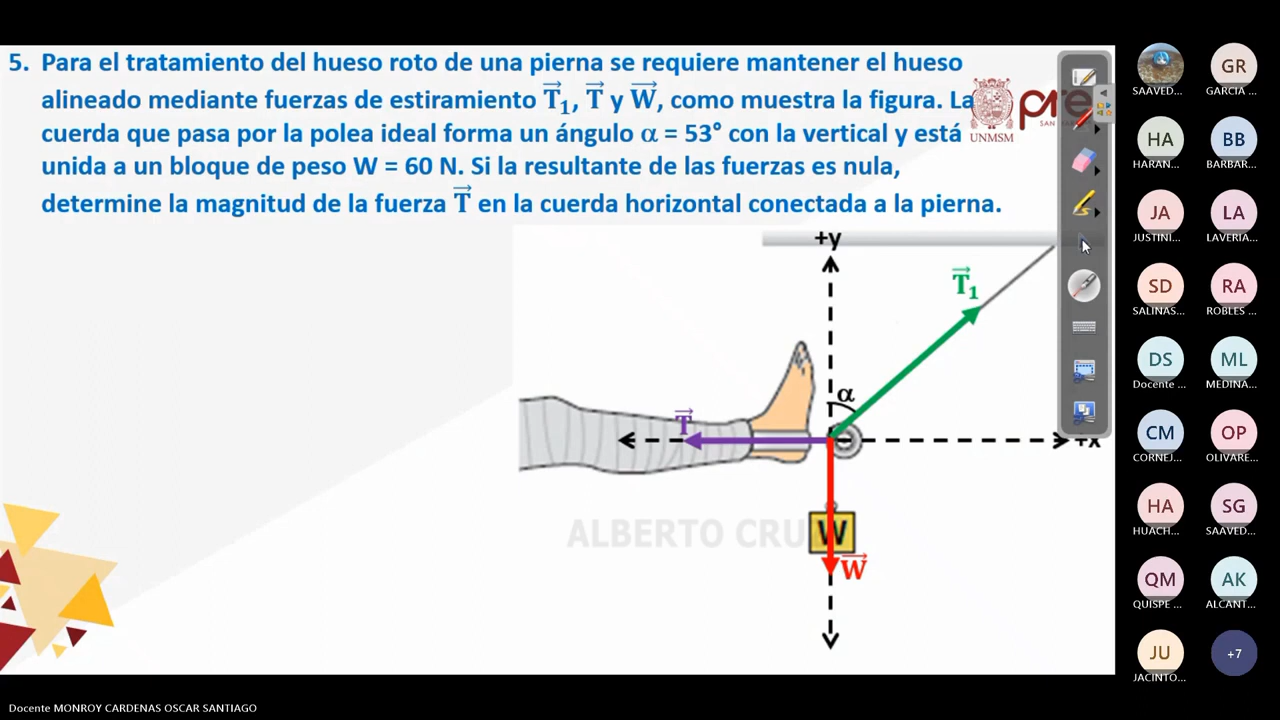 5. Para el tratamiento del hueso roto de una pierna se requiere mantener el hueso
alineado mediante fuerzas de estiramiento T⃗₁, T⃗ y W⃗, como muestra la figura. La
cuerda que pasa por la polea ideal forma un ángulo α = 53° con la vertical y está
unida a un bloque de peso W = 60 N. Si la resultante de las fuerzas es nula,
determine la magnitud de la fuerza T⃗ en la cuerda horizontal conectada a la pierna.
UNMSM
pre
+y
T⃗₁
α
T⃗
+x
ALBERTO CRU
W
W⃗
SAAVED...
GR
GARCIA ...
HA
HARAN...
BB
BARBAR...
JA
JUSTINI...
LA
LAVERIA...
SD
SALINAS...
RA
ROBLES ...
DS
Docente ...
ML
MEDINA...
CM
CORNEJ...
OP
OLIVARE...
HA
HUACH...
SG
SAAVED...
QM
QUISPE ...
AK
ALCANT...
JU
JACINTO...
+7
Docente MONROY CARDENAS OSCAR SANTIAGO